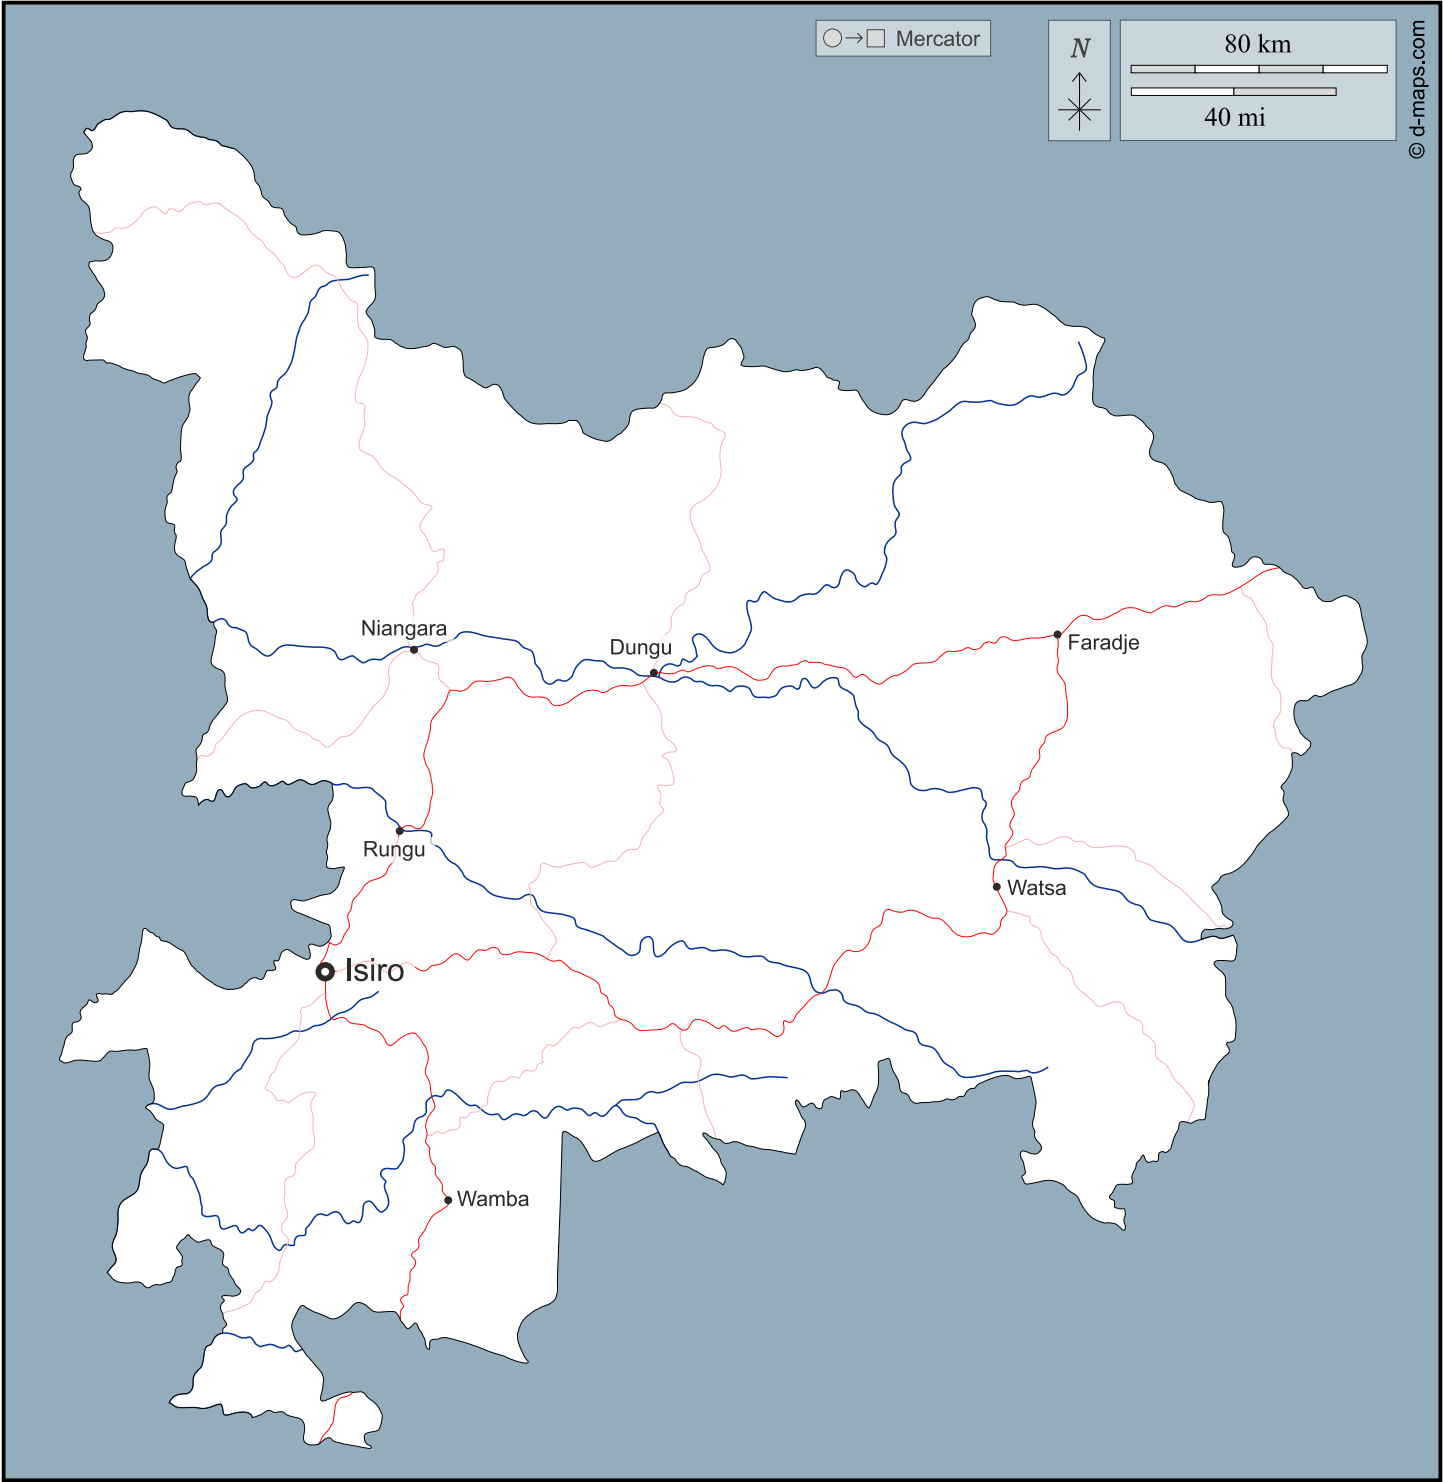 Mercator
N
80 km
40 mi
© d-maps.com
Niangara
Dungu
Faradje
Rungu
Watsa
Isiro
Wamba